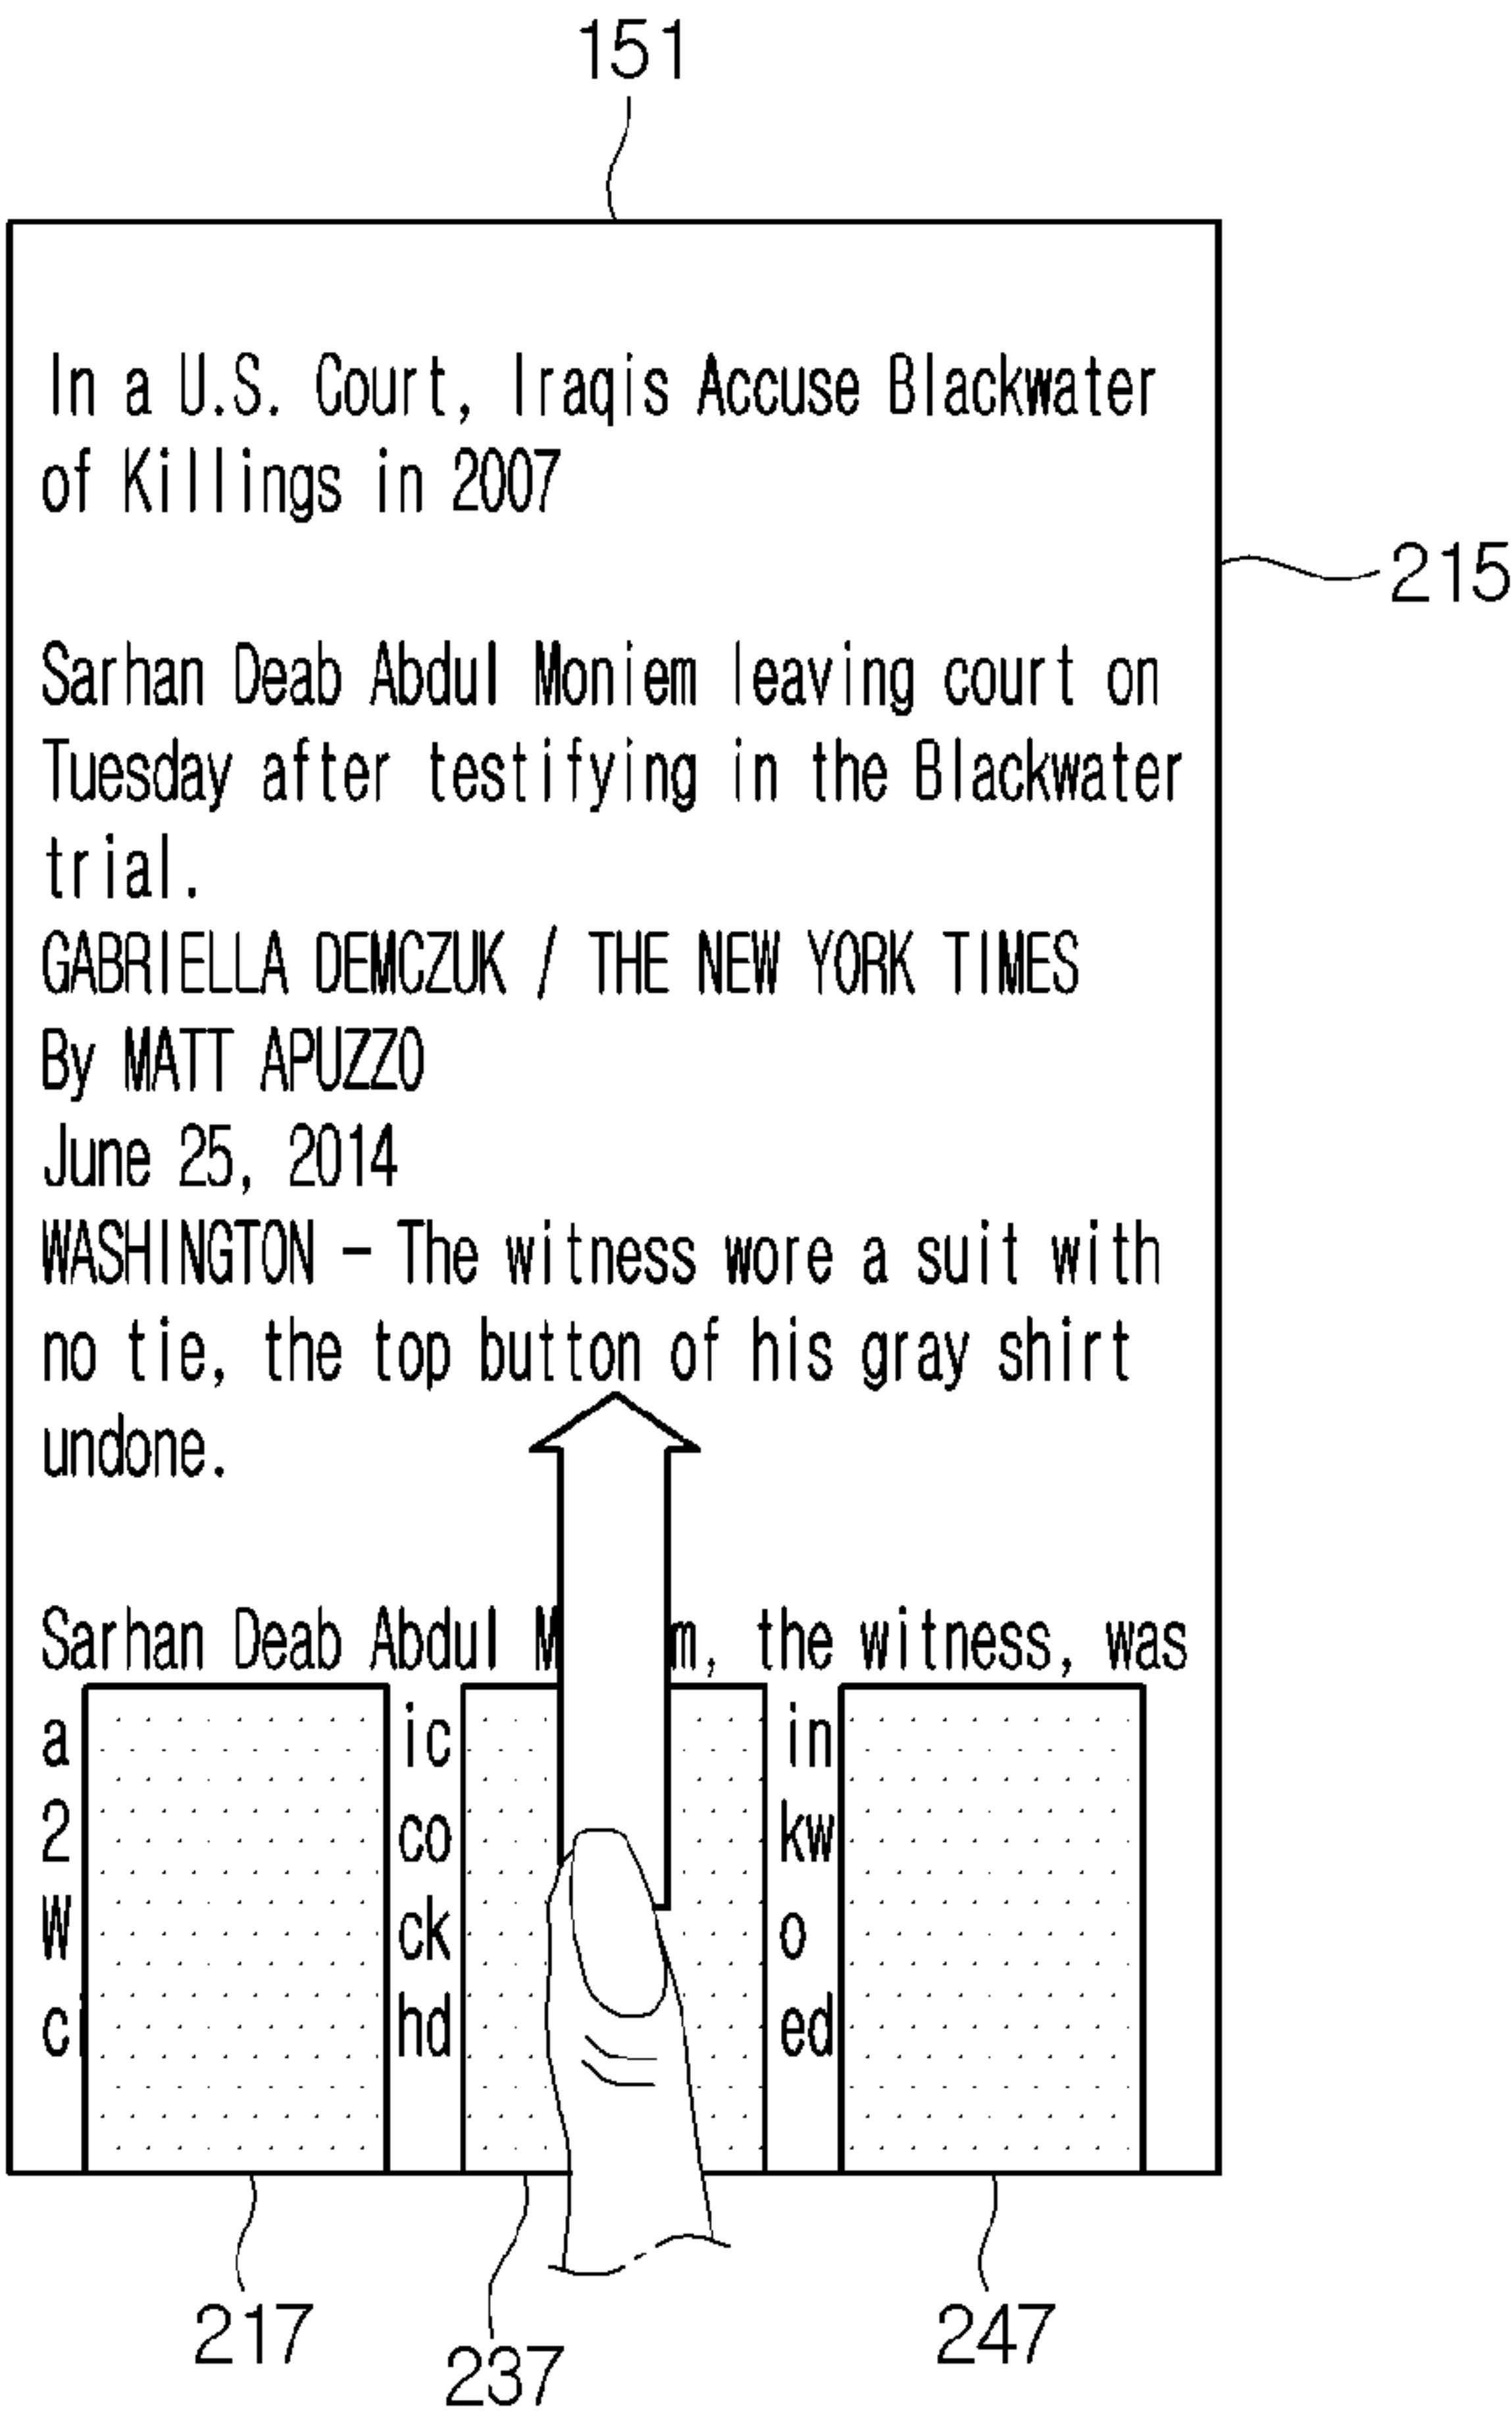 151
In a U.S. Court, Iraqis Accuse Blackwater
of Killings in 2007
215
Sarhan Deab Abdul Moniem leaving court on
Tuesday after testifying in the Blackwater
trial.
GABRIELLA DEMCZUK / THE NEW YORK TIMES
By MATT APUZZO
June 25, 2014
WASHINGTON - The witness wore a suit with
no tie, the top button of his gray shirt
undone.
Sarhan Deab Abdul M m, the witness, was
a ic in
2 co kw
W ck o
c hd ed
217 237 247